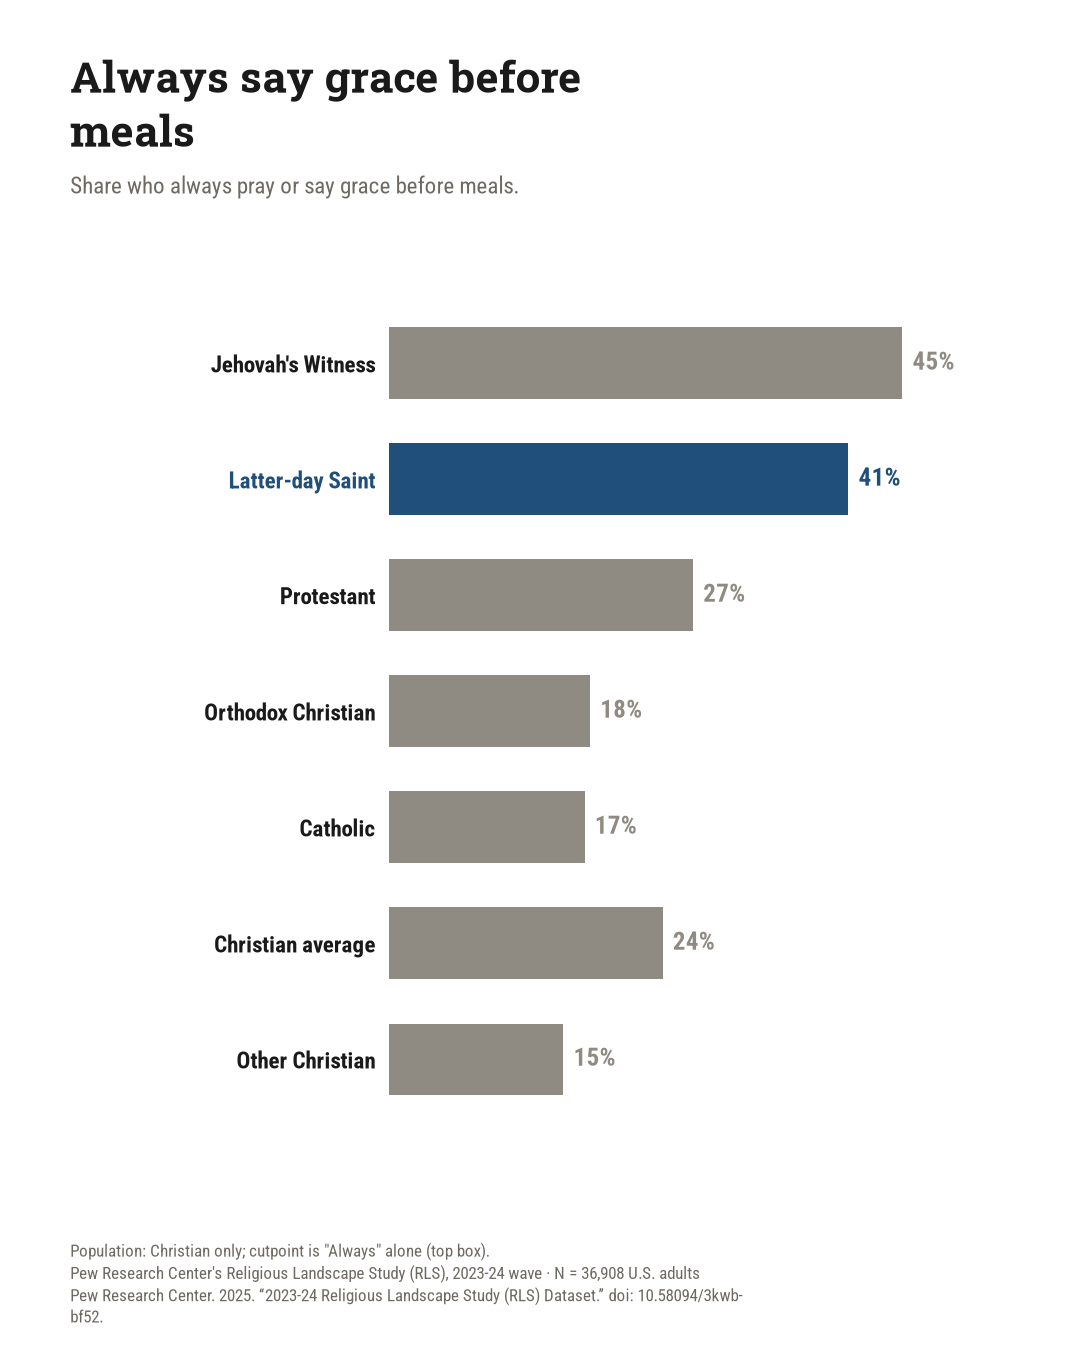 Always say grace before
meals
Share who always pray or say grace before meals.
Jehovah's Witness 45%
Latter-day Saint 41%
Protestant 27%
Orthodox Christian 18%
Catholic 17%
Christian average 24%
Other Christian 15%
Population: Christian only; cutpoint is "Always" alone (top box).
Pew Research Center's Religious Landscape Study (RLS), 2023-24 wave · N = 36,908 U.S. adults
Pew Research Center. 2025. “2023-24 Religious Landscape Study (RLS) Dataset.” doi: 10.58094/3kwb-
bf52.